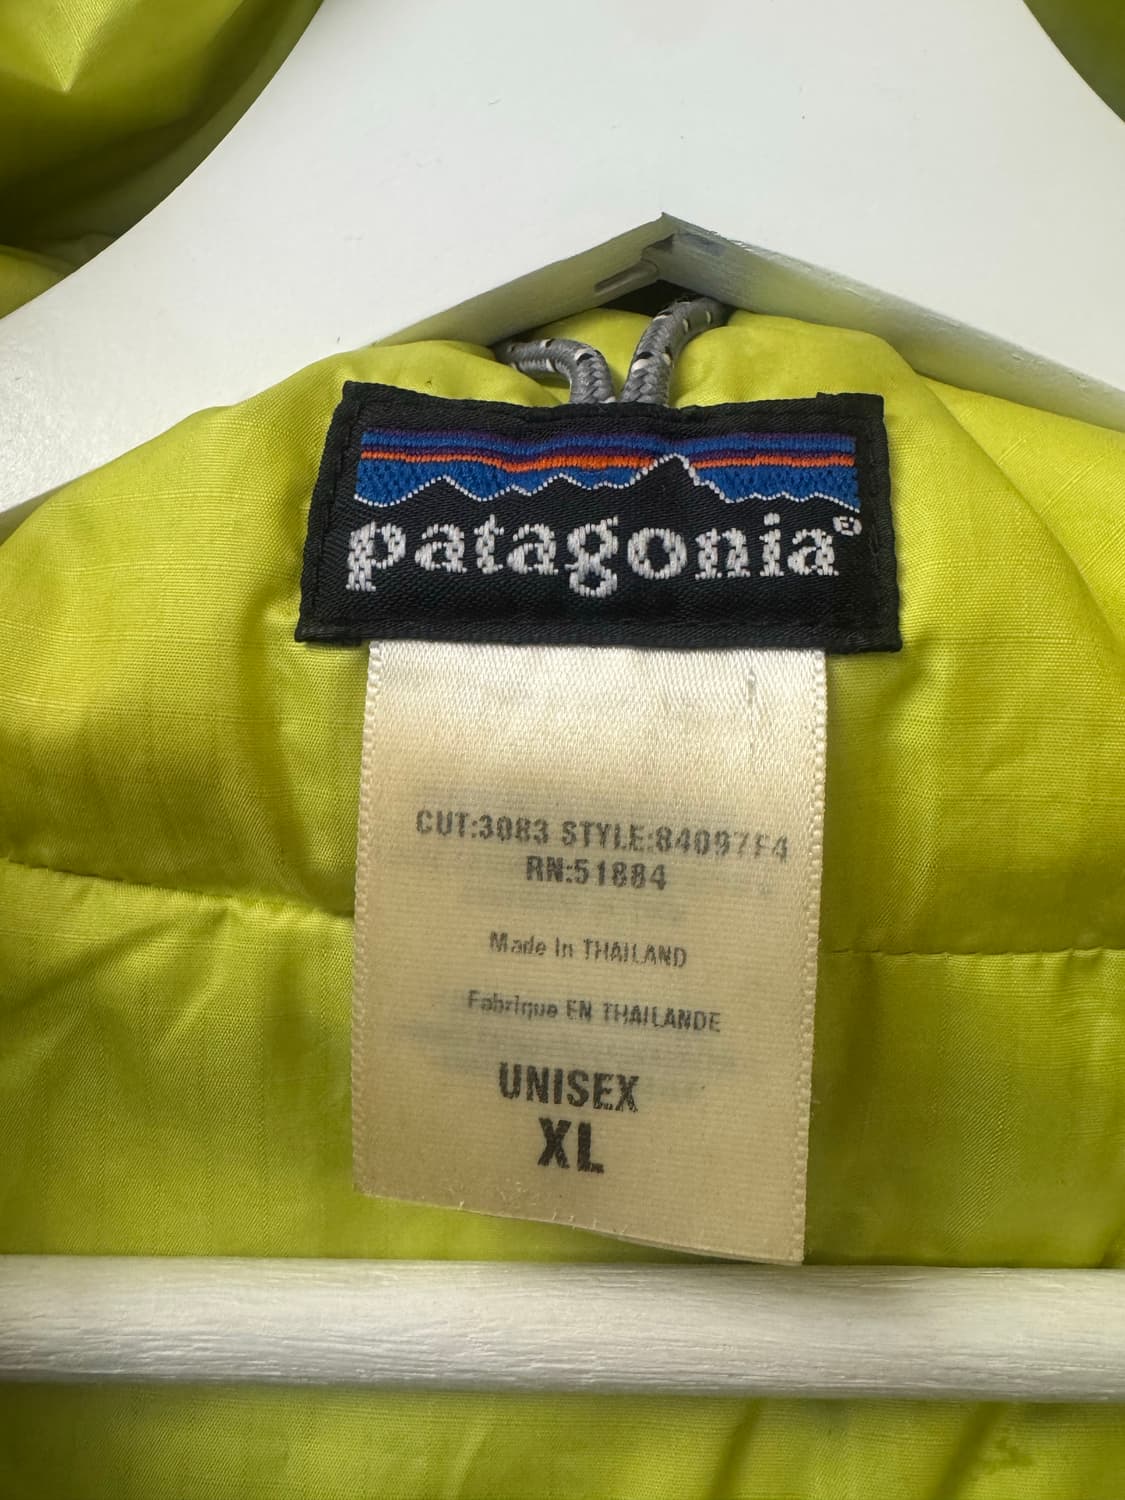 patagonia®
CUT:3083 STYLE:84097F4
RN:51884
Made In THAILAND
Fabrique EN THAILANDE
UNISEX
XL